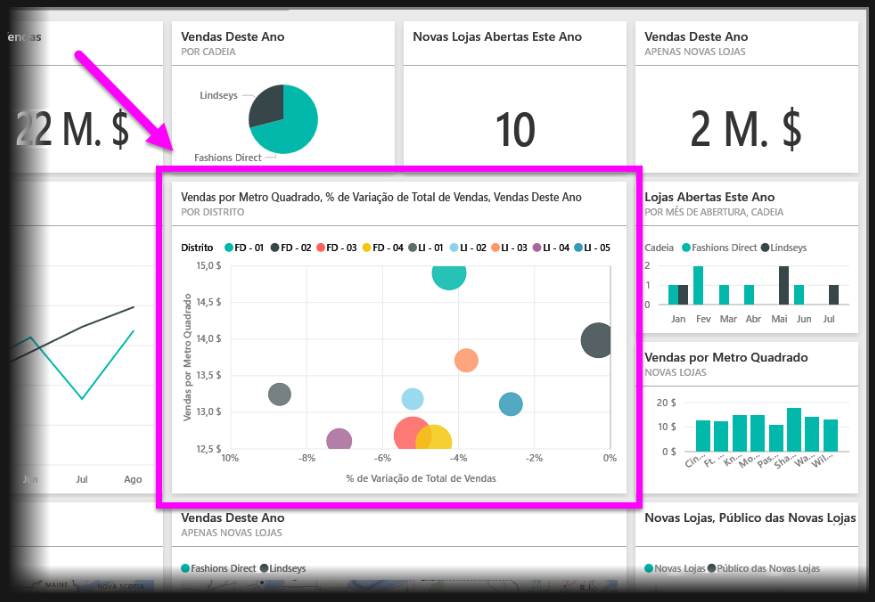 Vendas
22 M. $
Vendas Deste Ano
POR CADEIA
Lindseys
Fashions Direct
Novas Lojas Abertas Este Ano
10
Vendas Deste Ano
APENAS NOVAS LOJAS
2 M. $
Jun
Jul
Ago
Vendas por Metro Quadrado, % de Variação de Total de Vendas, Vendas Deste Ano
POR DISTRITO
Distrito FD - 01 FD - 02 FD - 03 FD - 04 LI - 01 LI - 02 LI - 03 LI - 04 LI - 05
Vendas por Metro Quadrado
15,0 $
14,5 $
14,0 $
13,5 $
13,0 $
12,5 $
10% -8% -6% -4% -2% 0%
% de Variação de Total de Vendas
Lojas Abertas Este Ano
POR MÊS DE ABERTURA, CADEIA
Cadeia Fashions Direct Lindseys
2
1
0
Jan Fev Mar Abr Mai Jun Jul
Vendas por Metro Quadrado
NOVAS LOJAS
20 $
10 $
0 $
Cin... Ft. ... Kn... Mo... Pas... Sha... Wa... Wil...
Vendas Deste Ano
APENAS NOVAS LOJAS
Fashions Direct Lindseys
MAINE
NOVA SCOTIA
Novas Lojas, Público das Novas Lojas
Novas Lojas Público das Novas Lojas